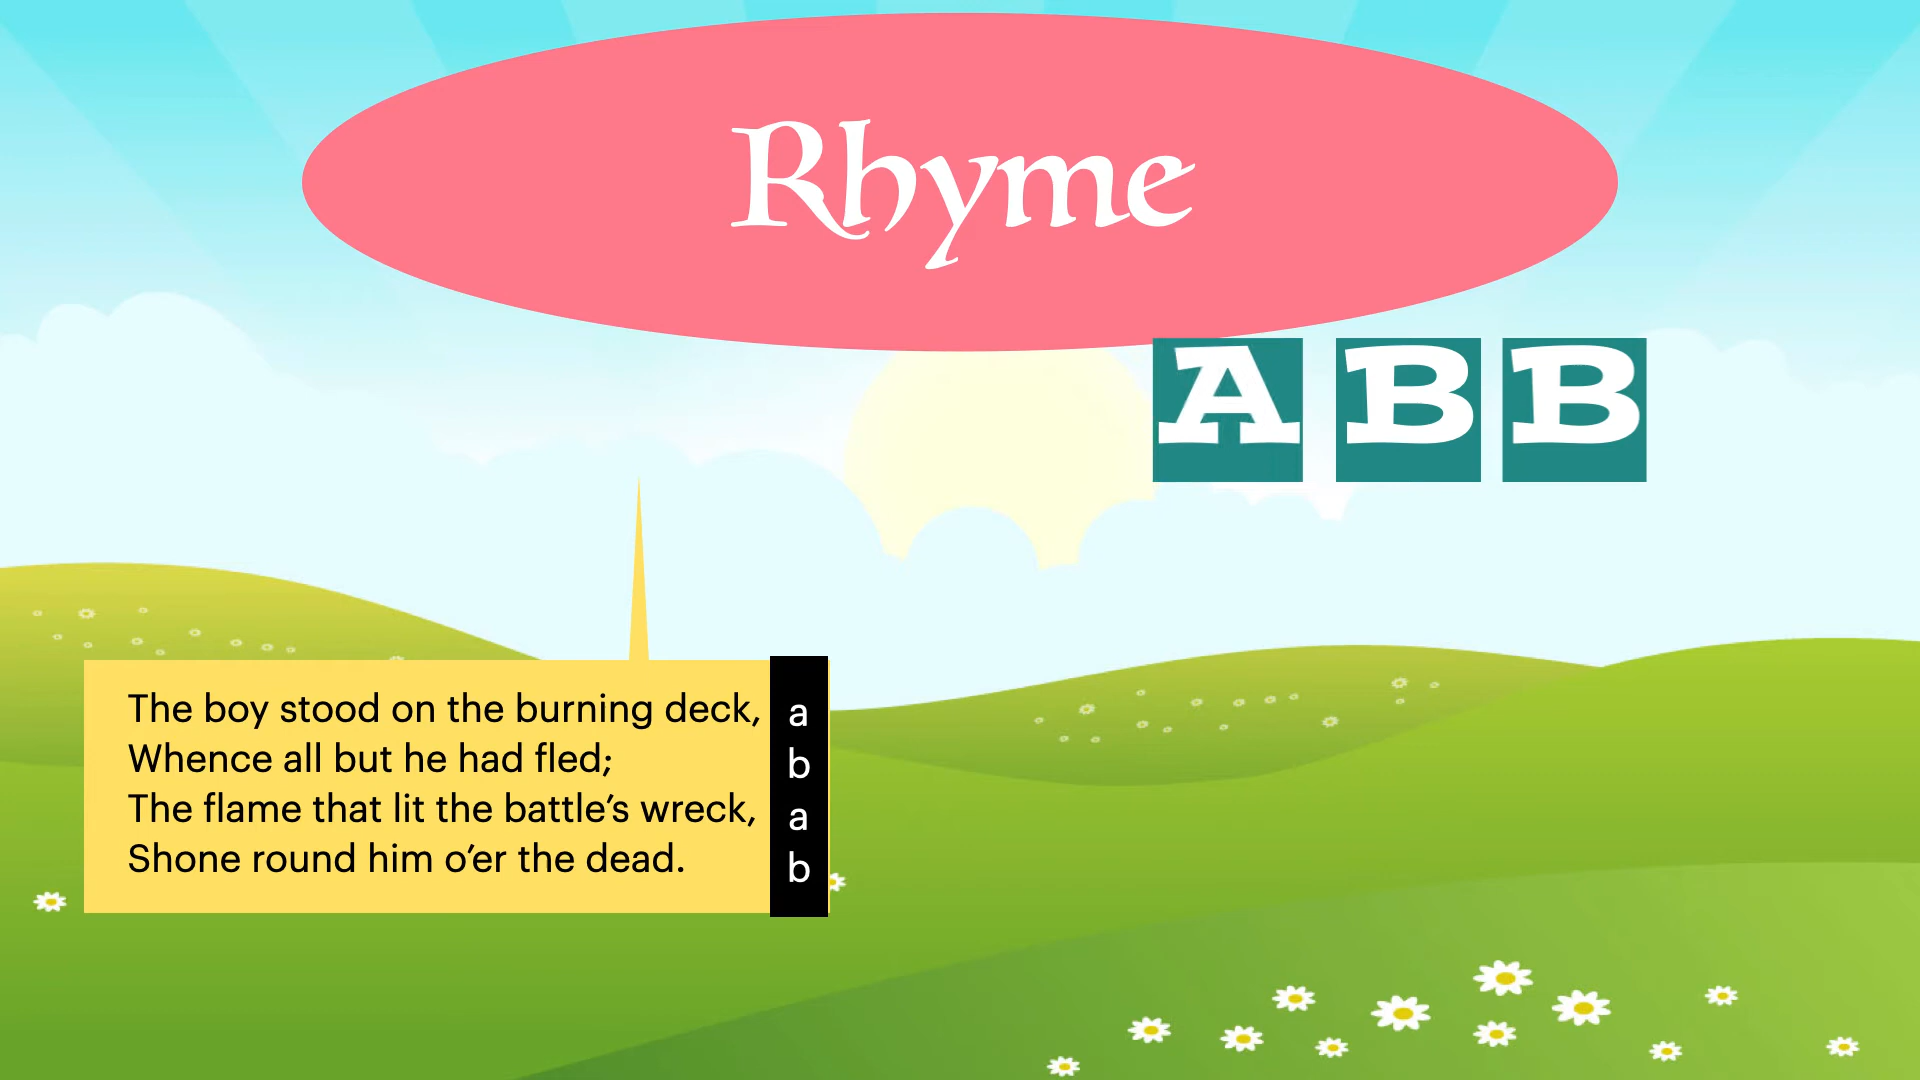 Rhyme
A B B
The boy stood on the burning deck, a
Whence all but he had fled; b
The flame that lit the battle’s wreck, a
Shone round him o’er the dead. b